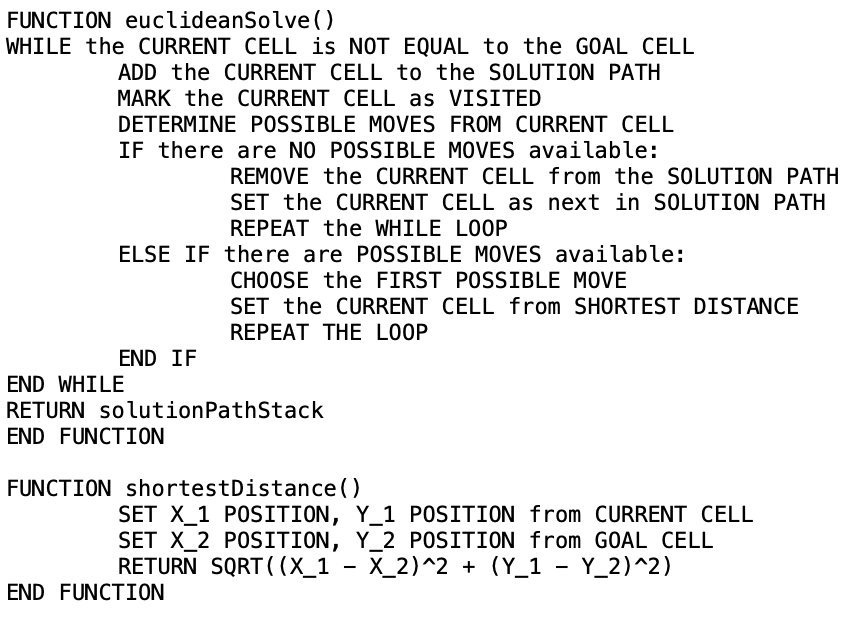 FUNCTION euclideanSolve()
WHILE the CURRENT CELL is NOT EQUAL to the GOAL CELL
ADD the CURRENT CELL to the SOLUTION PATH
MARK the CURRENT CELL as VISITED
DETERMINE POSSIBLE MOVES FROM CURRENT CELL
IF there are NO POSSIBLE MOVES available:
REMOVE the CURRENT CELL from the SOLUTION PATH
SET the CURRENT CELL as next in SOLUTION PATH
REPEAT the WHILE LOOP
ELSE IF there are POSSIBLE MOVES available:
CHOOSE the FIRST POSSIBLE MOVE
SET the CURRENT CELL from SHORTEST DISTANCE
REPEAT THE LOOP
END IF
END WHILE
RETURN solutionPathStack
END FUNCTION
FUNCTION shortestDistance()
SET X_1 POSITION, Y_1 POSITION from CURRENT CELL
SET X_2 POSITION, Y_2 POSITION from GOAL CELL
RETURN SQRT((X_1 – X_2)^2 + (Y_1 – Y_2)^2)
END FUNCTION